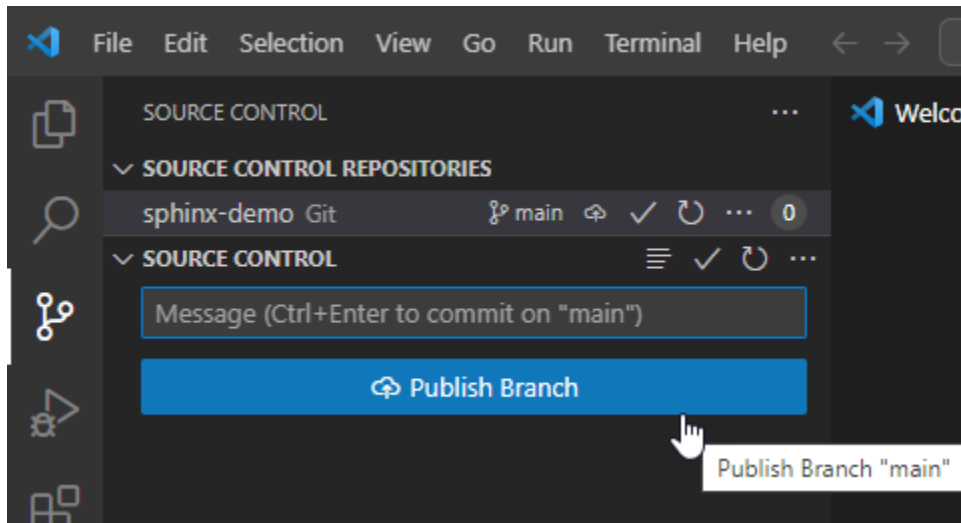 File Edit Selection View Go Run Terminal Help
SOURCE CONTROL
SOURCE CONTROL REPOSITORIES
sphinx-demo Git main 0
SOURCE CONTROL
Message (Ctrl+Enter to commit on "main")
Publish Branch
Publish Branch "main"